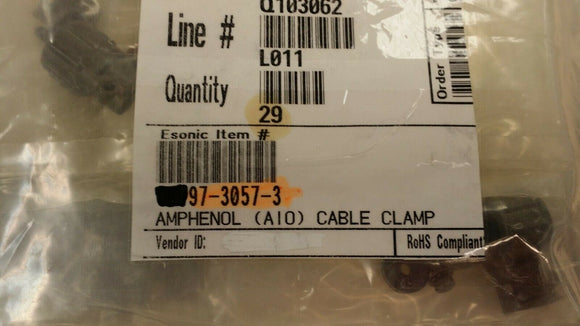 Q103062
Line #
L011
Quantity
29
Order Type
Esonic Item #
97-3057-3
AMPHENOL (AIO) CABLE CLAMP
Vendor ID:
RoHS Compliant